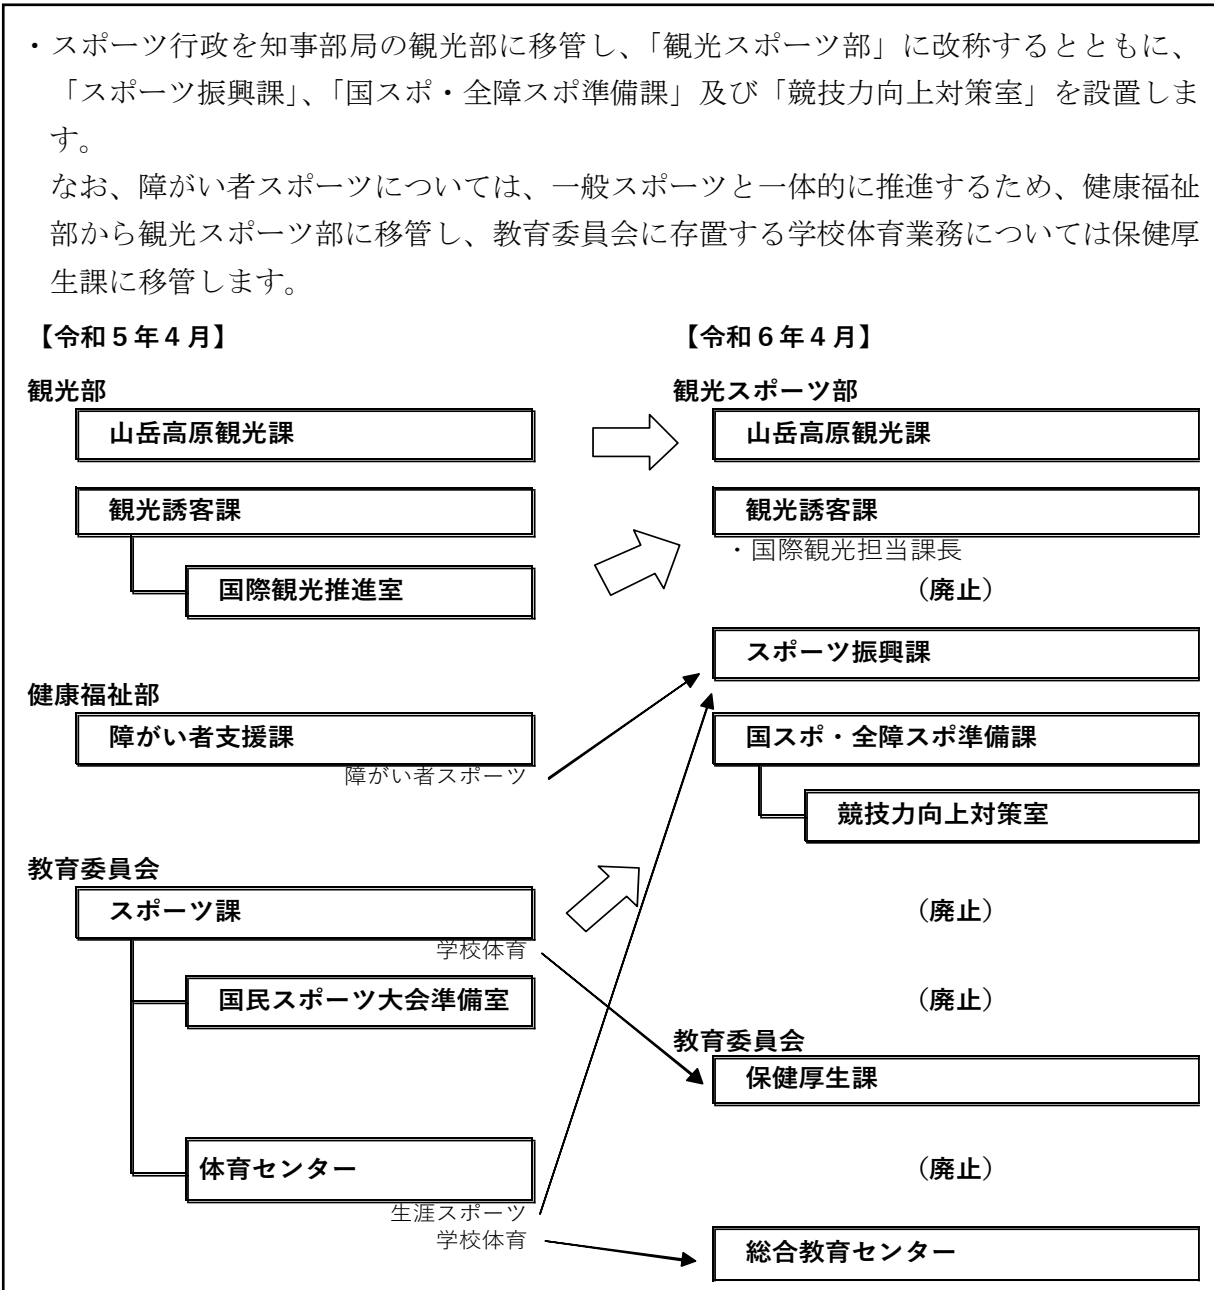 ・スポーツ行政を知事部局の観光部に移管し、「観光スポーツ部」に改称するとともに、
「スポーツ振興課」、「国スポ・全障スポ準備課」及び「競技力向上対策室」を設置しま
す。
なお、障がい者スポーツについては、一般スポーツと一体的に推進するため、健康福祉
部から観光スポーツ部に移管し、教育委員会に存置する学校体育業務については保健厚
生課に移管します。
【令和５年４月】
観光部
山岳高原観光課
観光誘客課
国際観光推進室
健康福祉部
障がい者支援課
障がい者スポーツ
教育委員会
スポーツ課
学校体育
国民スポーツ大会準備室
体育センター
生涯スポーツ
学校体育
【令和６年４月】
観光スポーツ部
山岳高原観光課
観光誘客課
・国際観光担当課長
（廃止）
スポーツ振興課
国スポ・全障スポ準備課
競技力向上対策室
（廃止）
（廃止）
教育委員会
保健厚生課
（廃止）
総合教育センター